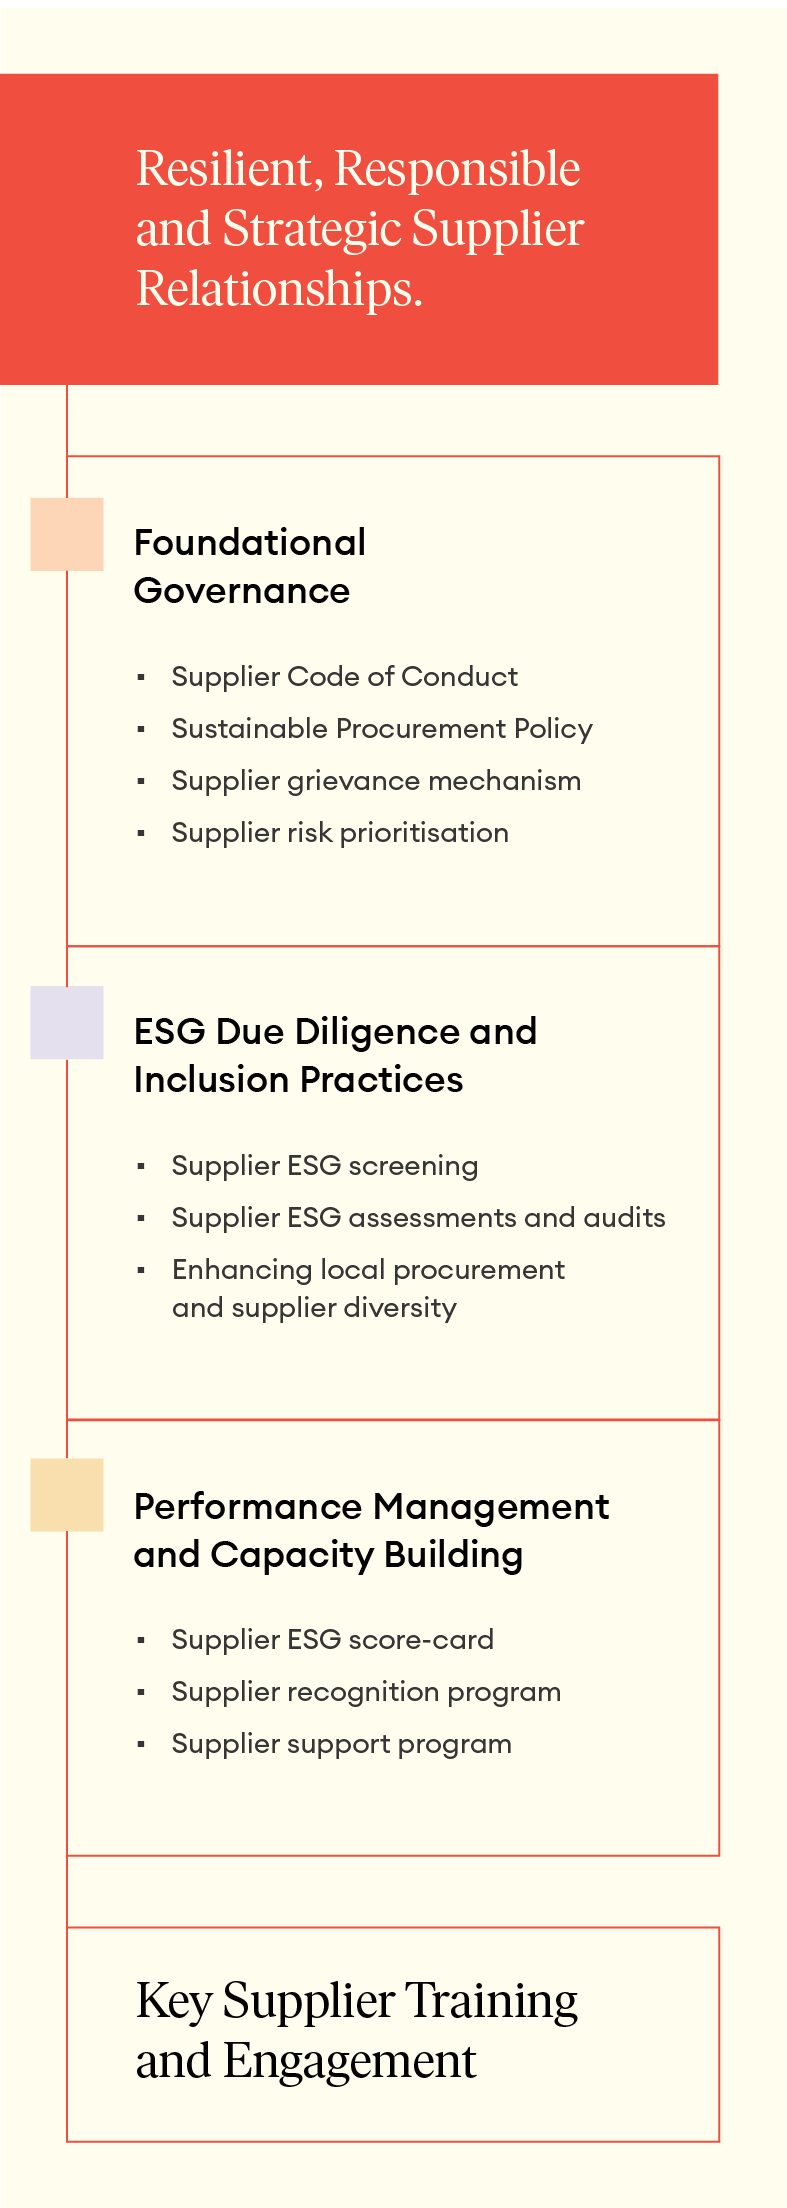 Resilient, Responsible
and Strategic Supplier
Relationships.
Foundational
Governance
▪ Supplier Code of Conduct
▪ Sustainable Procurement Policy
▪ Supplier grievance mechanism
▪ Supplier risk prioritisation
ESG Due Diligence and
Inclusion Practices
▪ Supplier ESG screening
▪ Supplier ESG assessments and audits
▪ Enhancing local procurement
and supplier diversity
Performance Management
and Capacity Building
▪ Supplier ESG score-card
▪ Supplier recognition program
▪ Supplier support program
Key Supplier Training
and Engagement